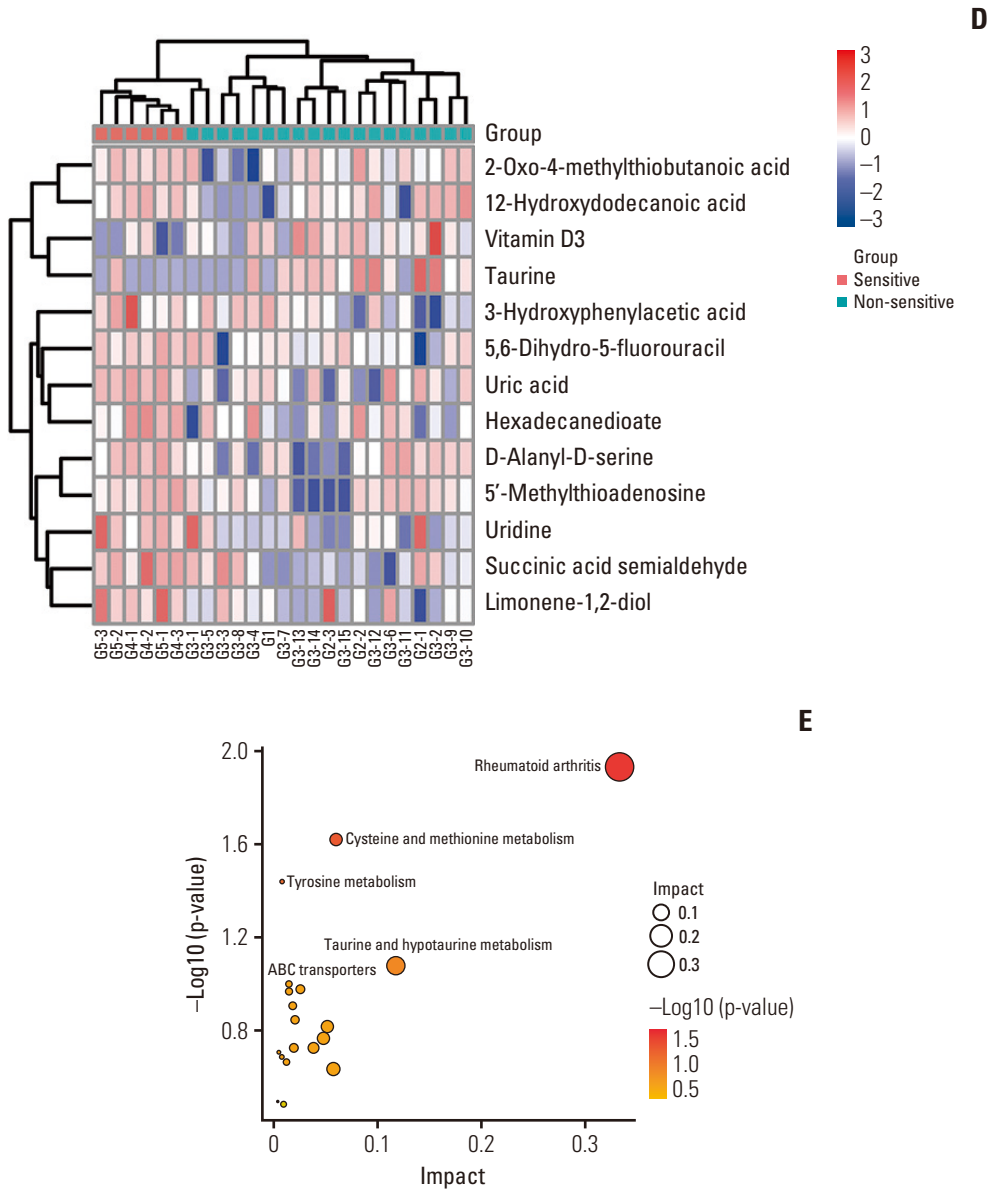 D
3
2
1
0
–1
–2
–3
Group
2-Oxo-4-methylthiobutanoic acid
12-Hydroxydodecanoic acid
Vitamin D3
Taurine
3-Hydroxyphenylacetic acid
5,6-Dihydro-5-fluorouracil
Uric acid
Hexadecanedioate
D-Alanyl-D-serine
5′-Methylthioadenosine
Uridine
Succinic acid semialdehyde
Limonene-1,2-diol
Group
Sensitive
Non-sensitive
G5-3
G5-2
G4-1
G4-2
G5-1
G4-3
G3-1
G3-5
G3-3
G3-8
G3-4
G1
G3-7
G3-13
G3-14
G2-3
G3-15
G2-2
G3-12
G3-6
G3-11
G2-1
G3-2
G3-9
G3-10
E
2.0
1.6
1.2
0.8
–Log10 (p-value)
Rheumatoid arthritis
Cysteine and methionine metabolism
Tyrosine metabolism
Taurine and hypotaurine metabolism
ABC transporters
0
0.1
0.2
0.3
Impact
Impact
0.1
0.2
0.3
–Log10 (p-value)
1.5
1.0
0.5